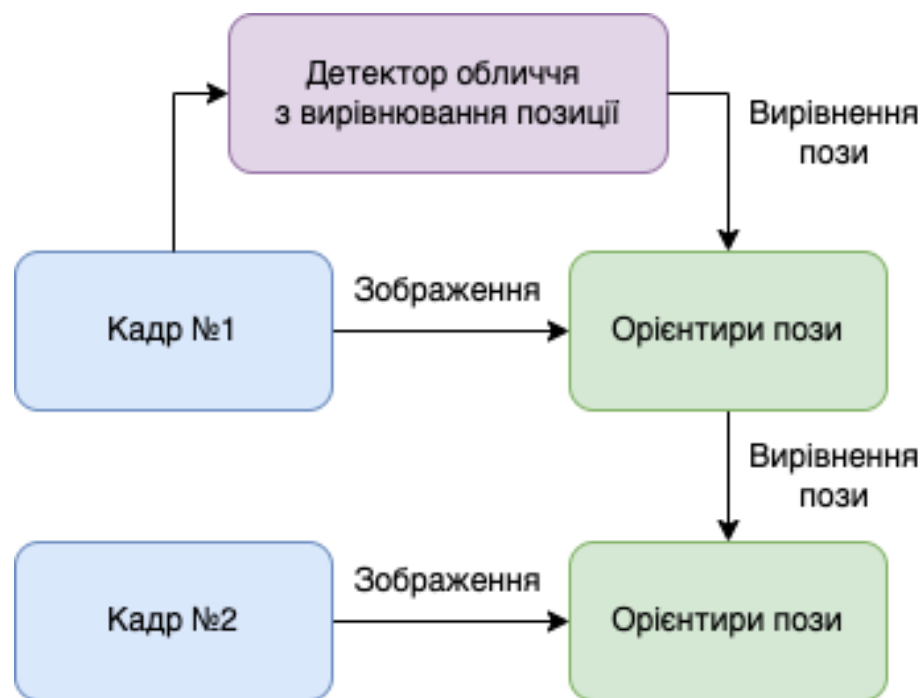 Детектор обличчя
з вирівнювання позиції
Вирівнення
пози
Зображення
Кадр №1
Орієнтири пози
Вирівнення
пози
Зображення
Кадр №2
Орієнтири пози